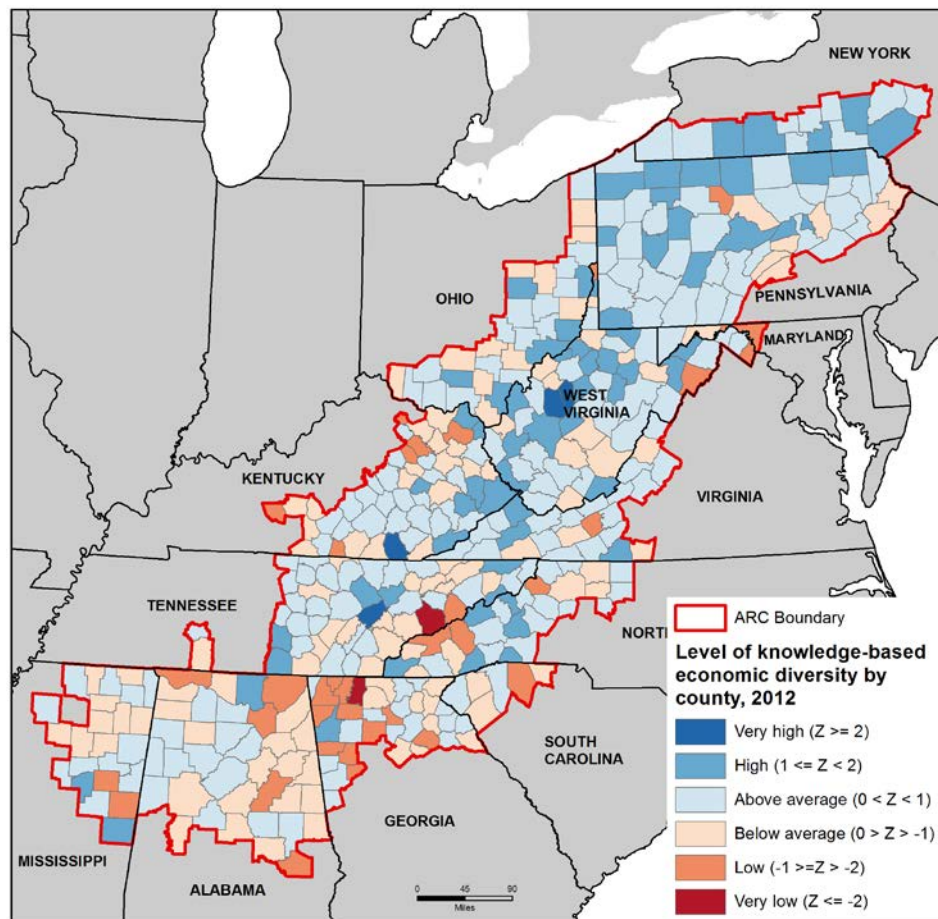 NEW YORK
OHIO
PENNSYLVANIA
MARYLAND
WEST
VIRGINIA
KENTUCKY
VIRGINIA
TENNESSEE
NORT
SOUTH
CAROLINA
GEORGIA
MISSISSIPPI
ALABAMA
0 45 90
Miles
ARC Boundary
Level of knowledge-based
economic diversity by
county, 2012
Very high (Z >= 2)
High (1 <= Z < 2)
Above average (0 < Z < 1)
Below average (0 > Z > -1)
Low (-1 >=Z > -2)
Very low (Z <= -2)